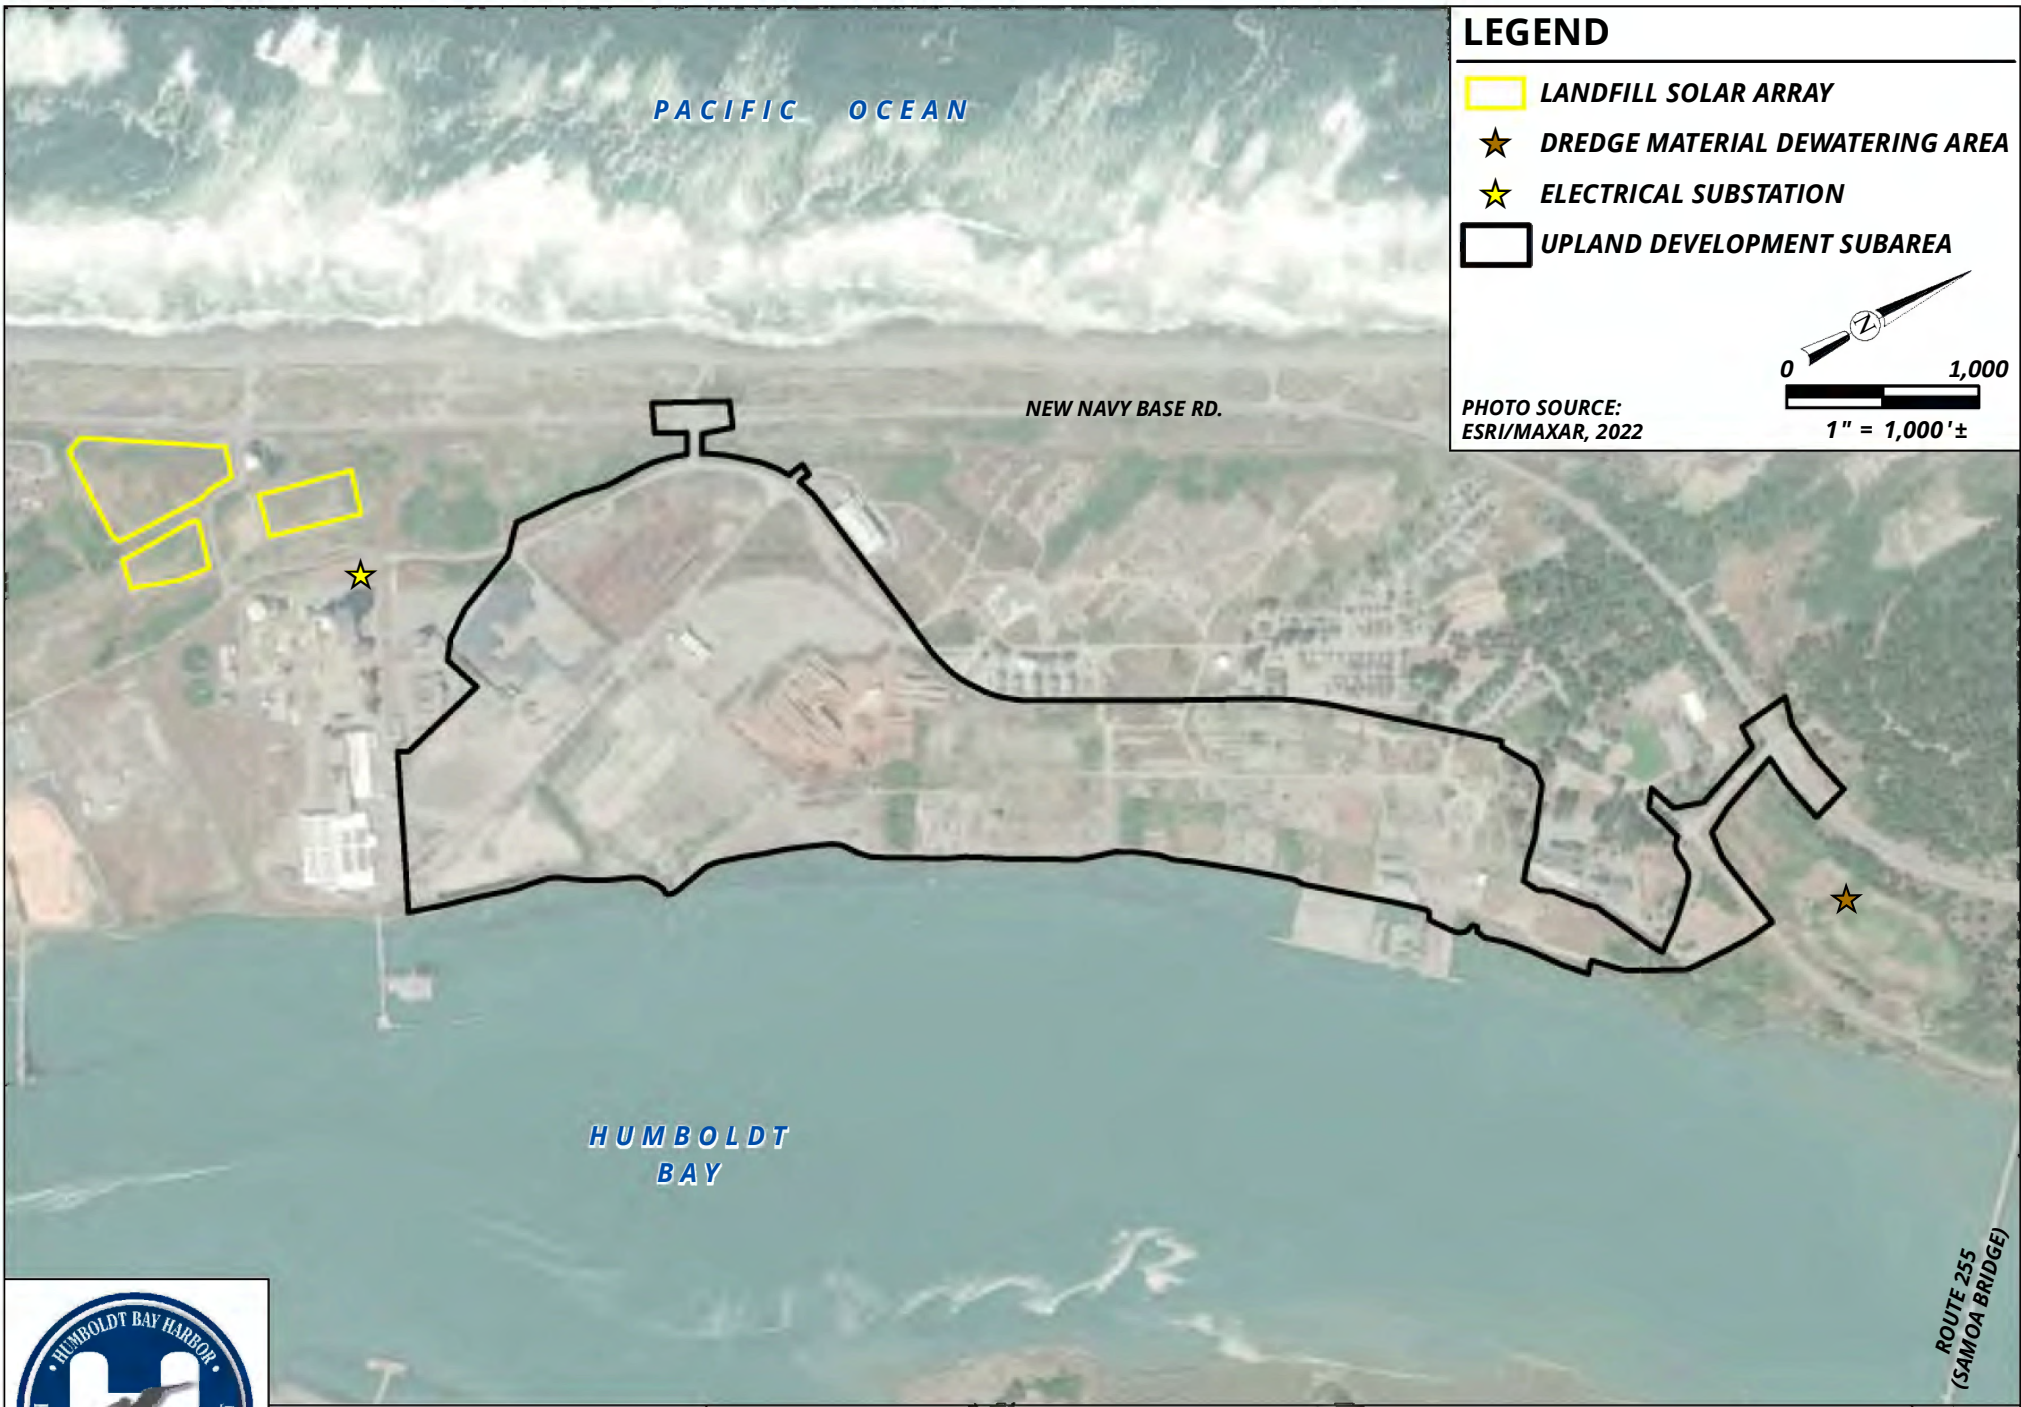 LEGEND
LANDFILL SOLAR ARRAY
DREDGE MATERIAL DEWATERING AREA
ELECTRICAL SUBSTATION
UPLAND DEVELOPMENT SUBAREA
N
0 1,000
1" = 1,000'±
PHOTO SOURCE:
ESRI/MAXAR, 2022
PACIFIC OCEAN
NEW NAVY BASE RD.
HUMBOLDT
BAY
ROUTE 255
(SAMOA BRIDGE)
• HUMBOLDT BAY HARBOR •